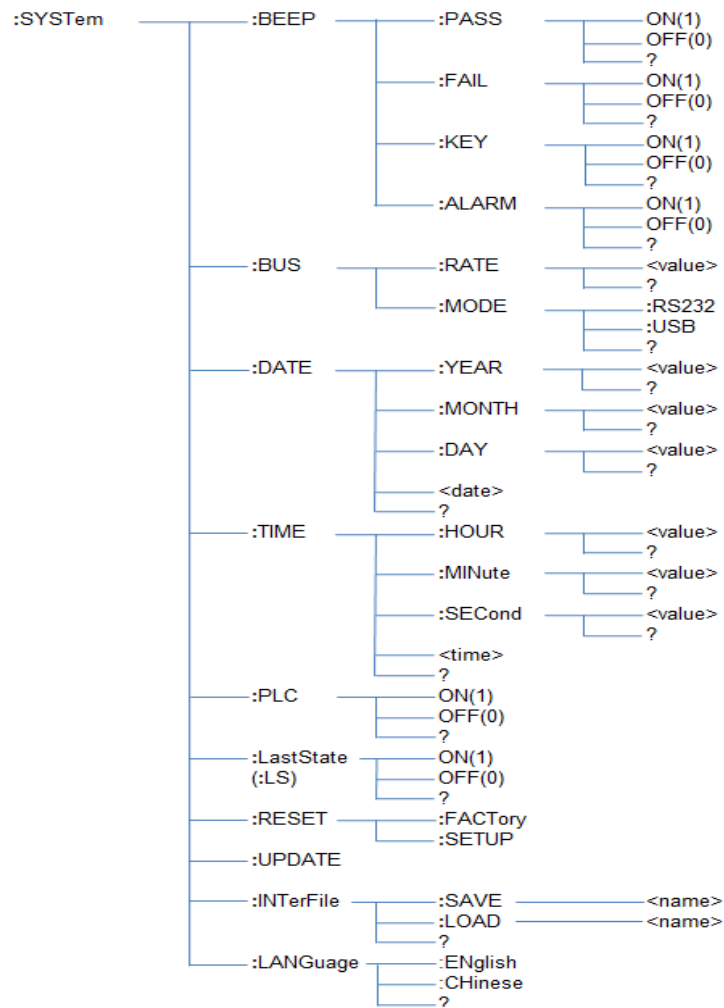 :SYSTem :BEEP :PASS ON(1)
OFF(0)
?
:FAIL ON(1)
OFF(0)
?
:KEY ON(1)
OFF(0)
?
:ALARM ON(1)
OFF(0)
?
:BUS :RATE <value>
?
:MODE :RS232
:USB
?
:DATE :YEAR <value>
?
:MONTH <value>
?
:DAY <value>
?
<date>
?
:TIME :HOUR <value>
?
:MINute <value>
?
:SECond <value>
?
<time>
?
:PLC ON(1)
OFF(0)
?
:LastState ON(1)
(:LS) OFF(0)
?
:RESET :FACTory
:SETUP
:UPDATE
:INTerFile :SAVE <name>
:LOAD <name>
?
:LANGuage :ENglish
:CHinese
?